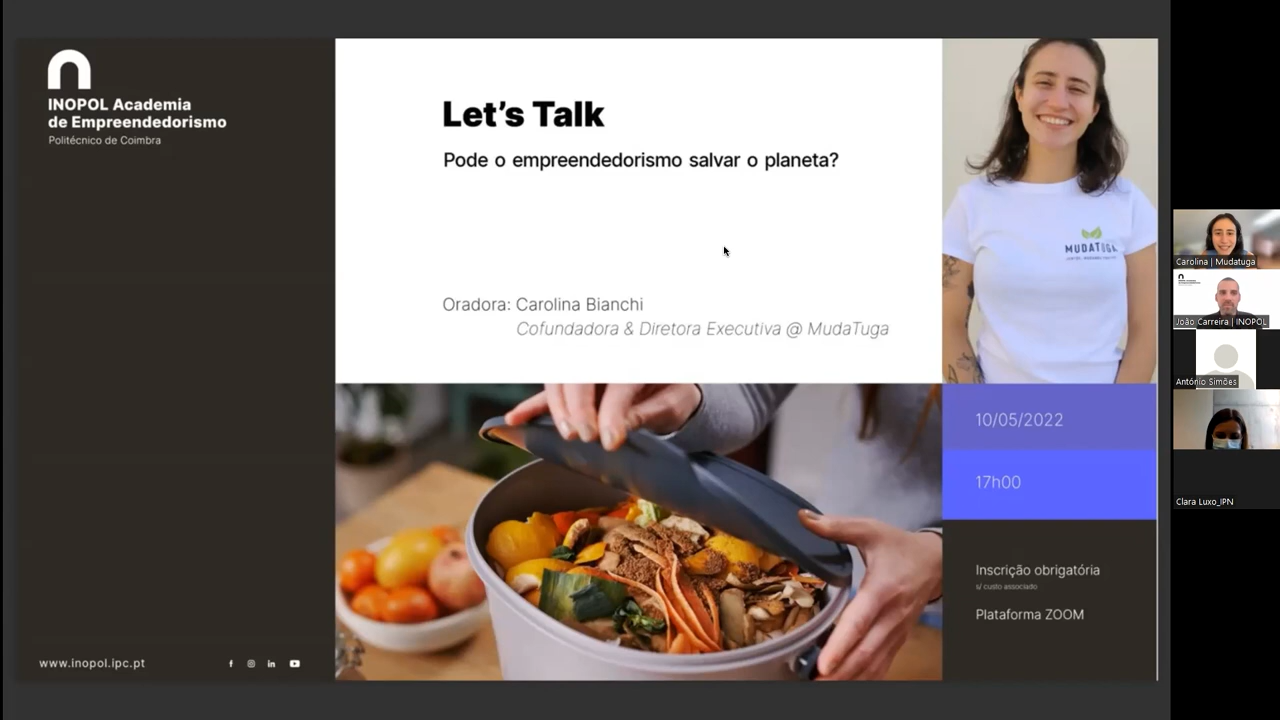 INOPOL Academia
de Empreendedorismo
Politécnico de Coimbra
Let's Talk
Pode o empreendedorismo salvar o planeta?
Oradora: Carolina Bianchi
Cofundadora & Diretora Executiva @ MudaTuga
MUDATUGA
10/05/2022
17h00
Inscrição obrigatória
s/ custo associado
Plataforma ZOOM
www.inopol.ipc.pt
Carolina | Mudatuga
João Carreira | INOPOL
António Simões
Clara Luxo_IPN